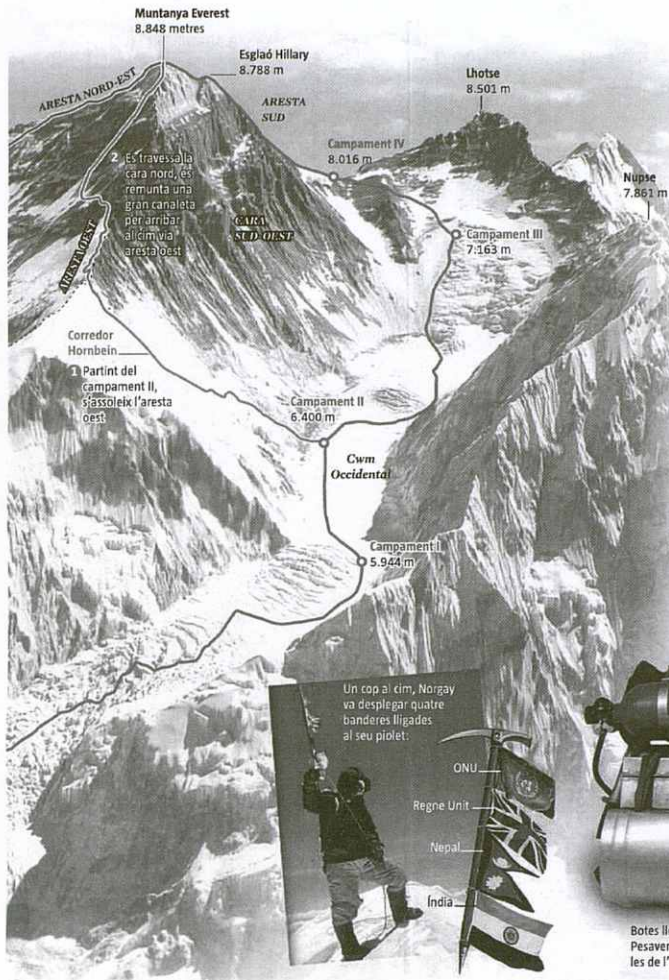 Muntanya Everest
8.848 metres
Esglaó Hillary
8.788 m
Lhotse
8.501 m
ARESTA NORD-EST
ARESTA
SUD
Campament IV
8.016 m
Nupse
7.861 m
2 Es travessa la
cara nord, es
remunta una
gran canaleta
per arribar
al cim via
aresta oest
CARA
SUD-OEST
ARESTA OEST
Campament III
7.163 m
Corredor
Hornbein
1 Partint del
campament II,
s'assoleix l'aresta
oest
Campament II
6.400 m
Cwm
Occidental
Campament I
5.944 m
Un cop al cim, Norgay
va desplegar quatre
banderes lligades
al seu piolet:
ONU
Regne Unit
Nepal
Índia
Botes
les de